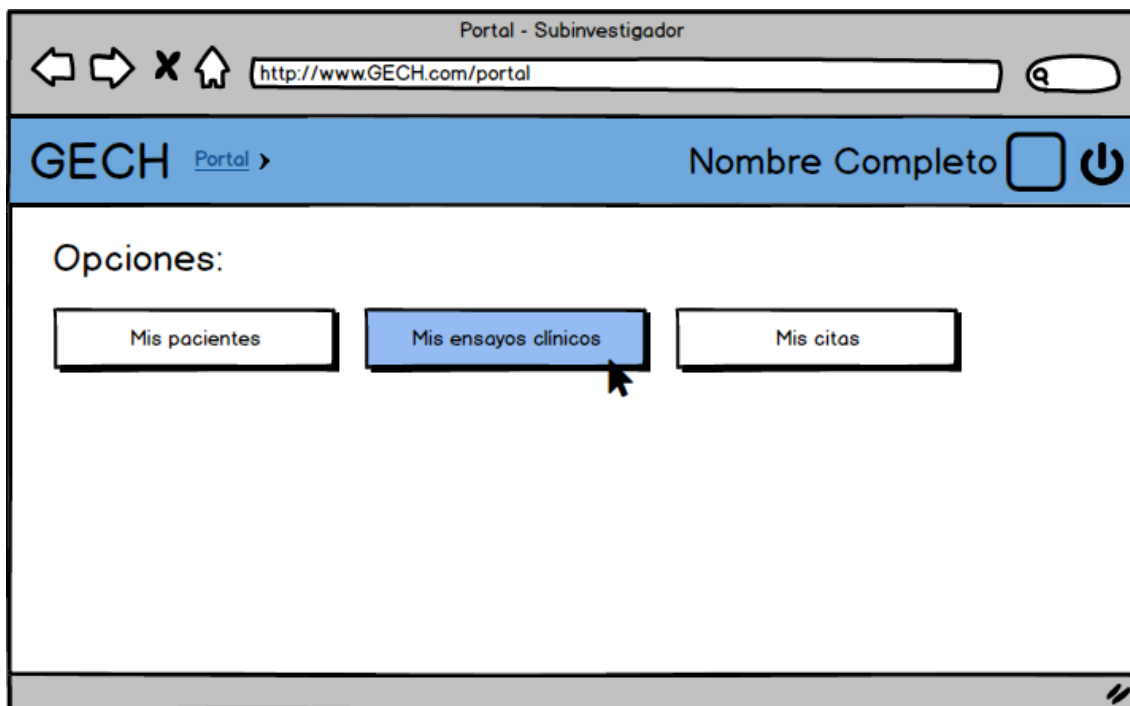 Portal - Subinvestigador
http://www.GECH.com/portal
GECH Portal > Nombre Completo
Opciones:
Mis pacientes Mis ensayos clínicos Mis citas